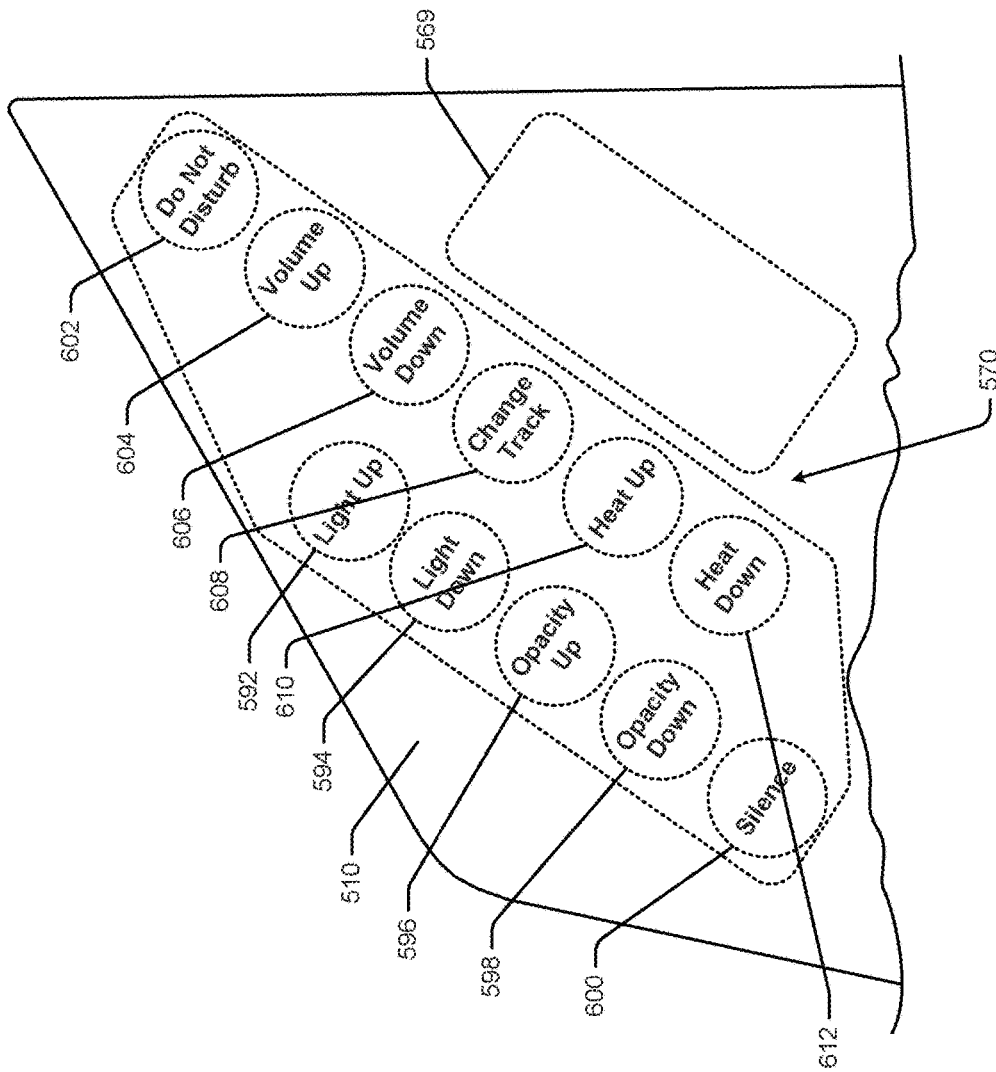 602
604
606
608
592
610
594
510
596
598
600
612
569
570
Do Not
Disturb
Volume
Up
Volume
Down
Change
Track
Heat Up
Heat
Down
Light Up
Light
Down
Opacity
Up
Opacity
Down
Silence